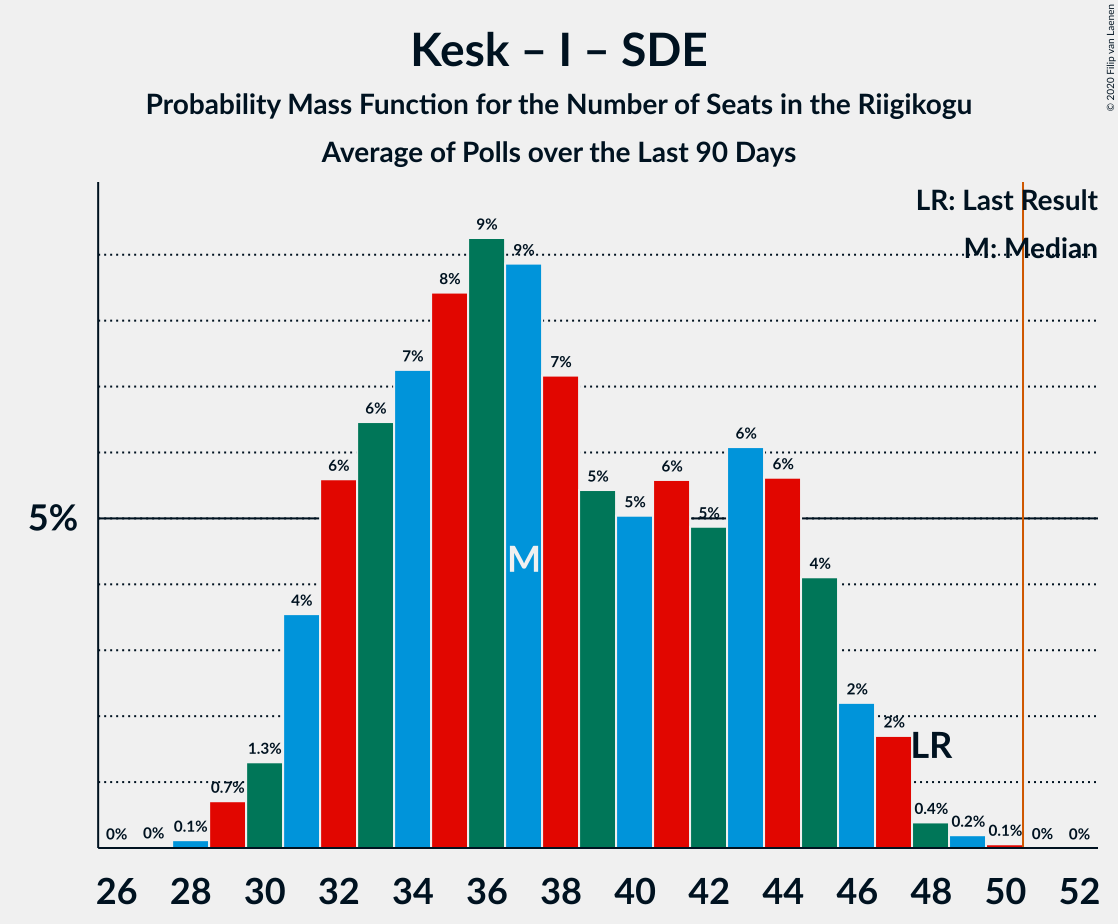 Kesk – I – SDE
Probability Mass Function for the Number of Seats in the Riigikogu
Average of Polls over the Last 90 Days
© 2020 Filip van Laenen
LR: Last Result
M: Median
5%
0% 0% 0.1% 0.7% 1.3% 4% 6% 6% 7% 8% 9% 9% 7% 5% 5% 6% 5% 6% 6% 4% 2% 2% 0.4% 0.2% 0.1% 0% 0%
M
LR
26 28 30 32 34 36 38 40 42 44 46 48 50 52